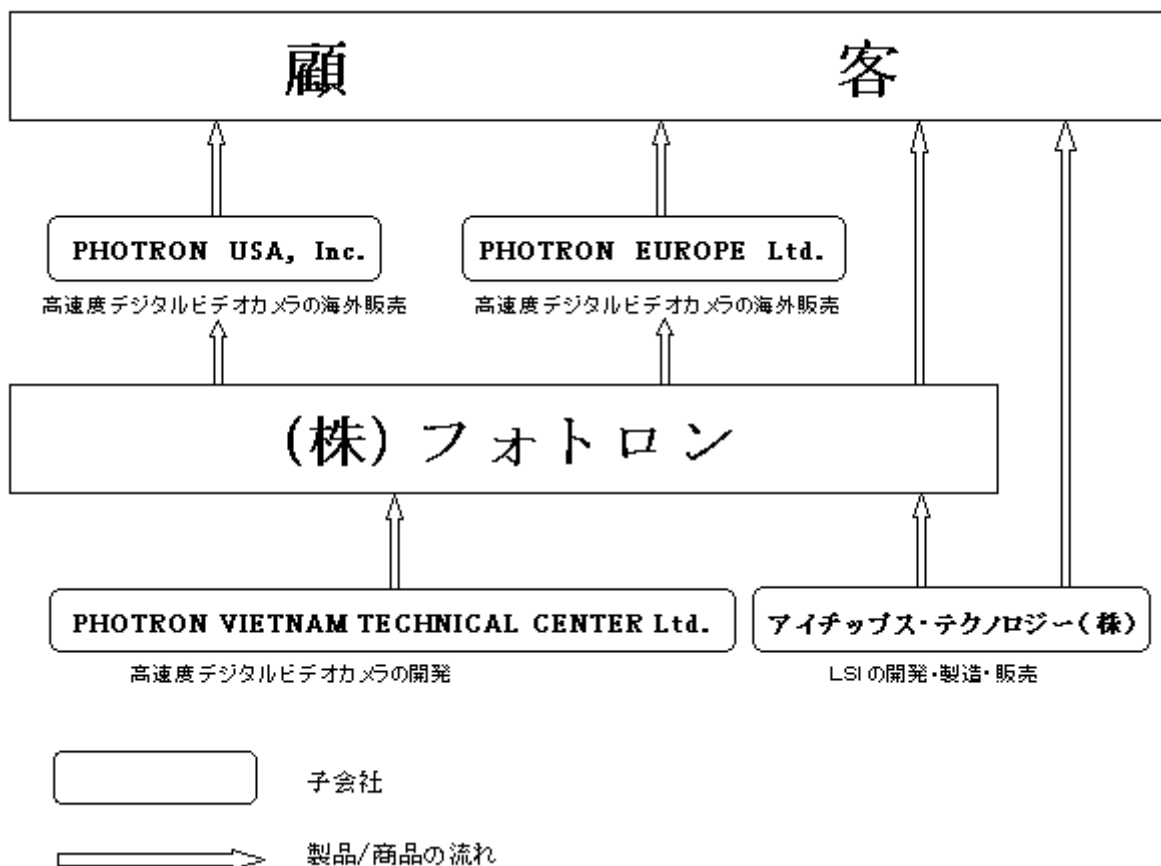 顧客
PHOTRON USA, Inc.
PHOTRON EUROPE Ltd.
高速度デジタルビデオカメラの海外販売
高速度デジタルビデオカメラの海外販売
(株)フォトロン
PHOTRON VIETNAM TECHNICAL CENTER Ltd.
アイチップス・テクノロジー(株)
高速度デジタルビデオカメラの開発
LSIの開発・製造・販売
子会社
製品/商品の流れ